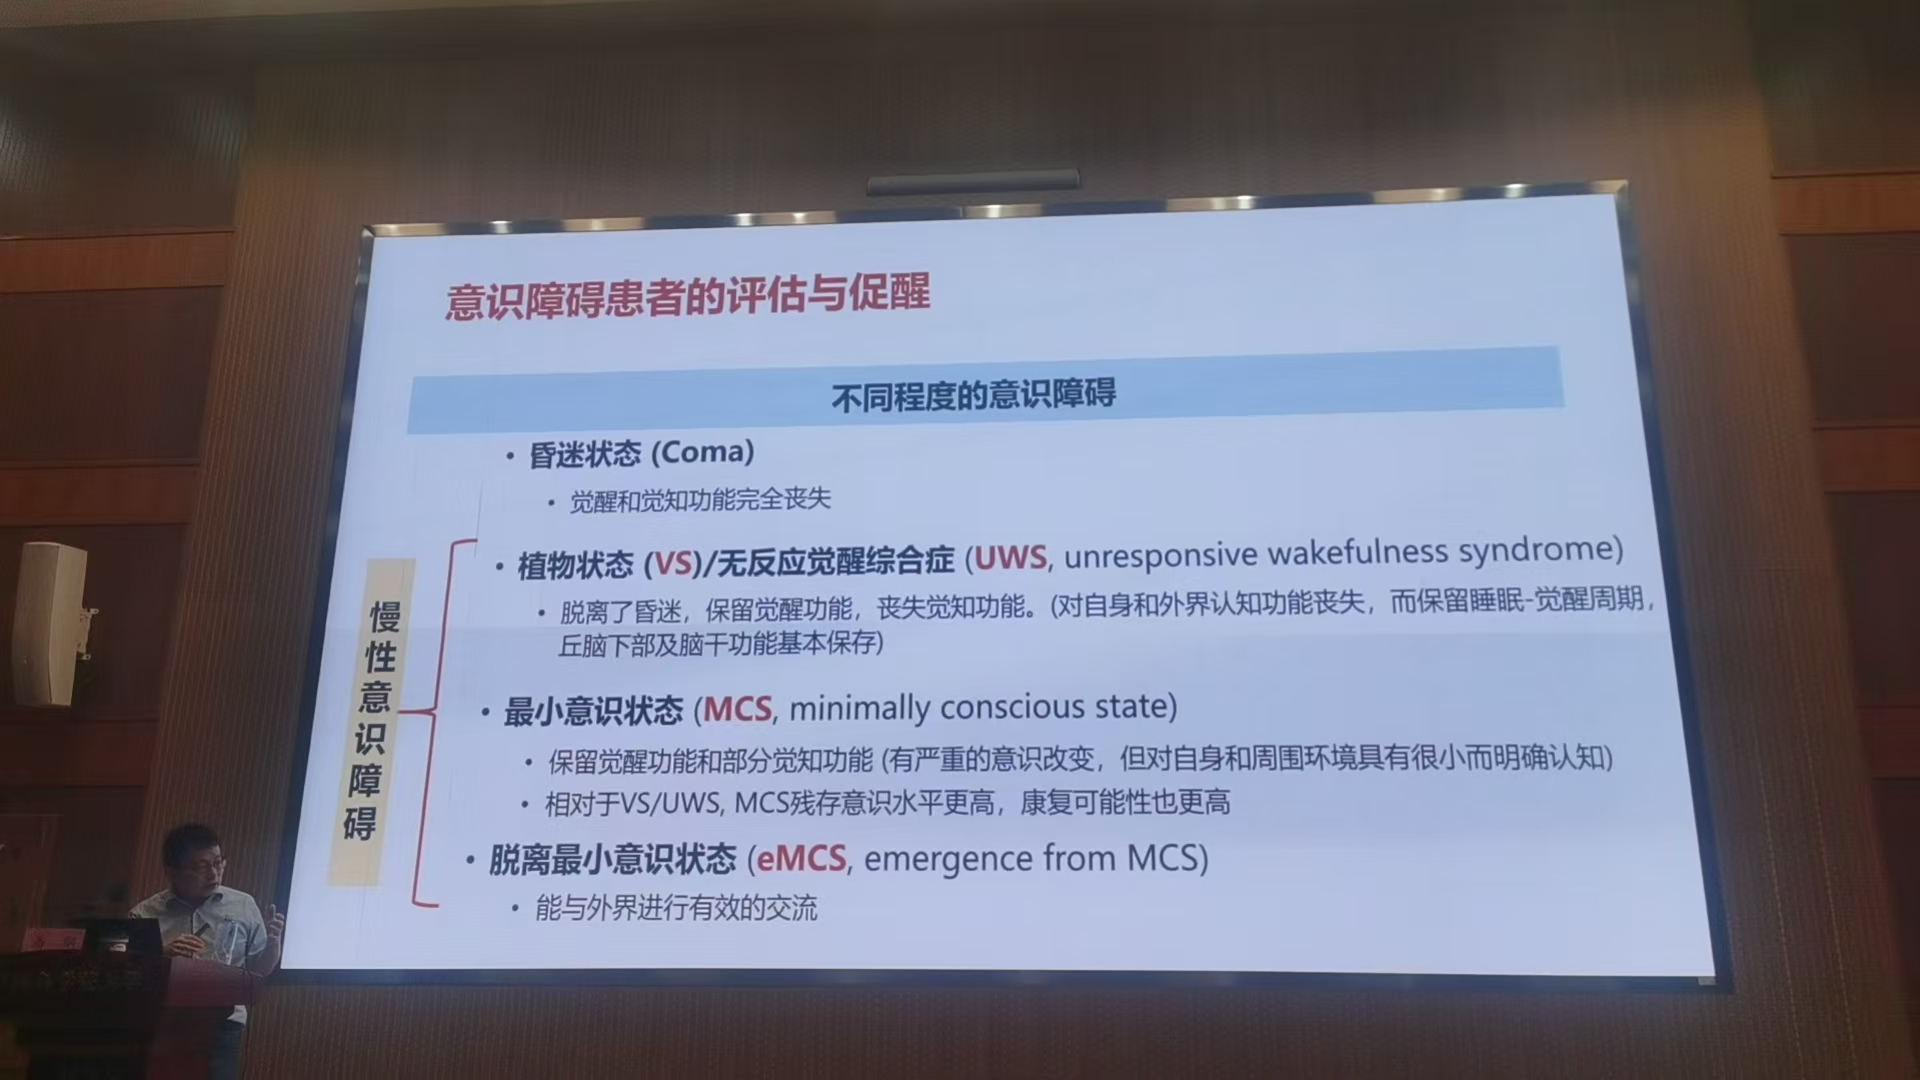 意识障碍患者的评估与促醒
不同程度的意识障碍
• 昏迷状态 (Coma)
• 觉醒和觉知功能完全丧失
慢性意识障碍
• 植物状态 (VS)/无反应觉醒综合症 (UWS, unresponsive wakefulness syndrome)
• 脱离了昏迷，保留觉醒功能，丧失觉知功能。(对自身和外界认知功能丧失，而保留睡眠-觉醒周期，
丘脑下部及脑干功能基本保存)
• 最小意识状态 (MCS, minimally conscious state)
• 保留觉醒功能和部分觉知功能 (有严重的意识改变，但对自身和周围环境具有很小而明确认知)
• 相对于VS/UWS, MCS残存意识水平更高，康复可能性也更高
• 脱离最小意识状态 (eMCS, emergence from MCS)
• 能与外界进行有效的交流